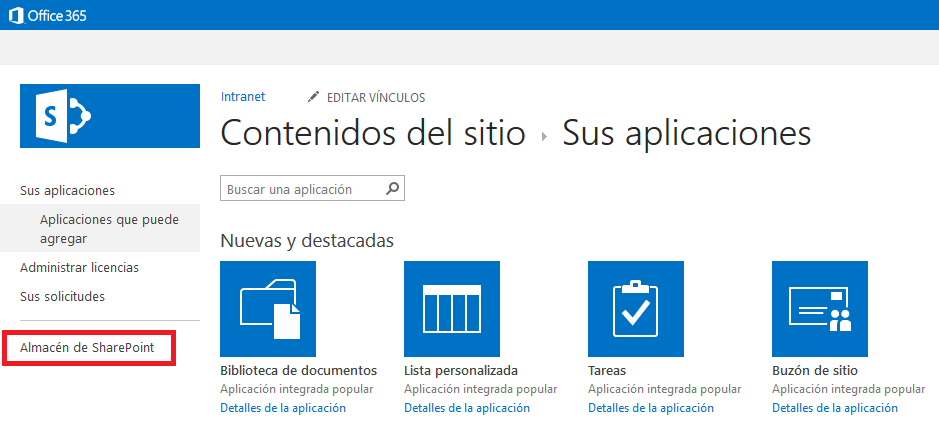 Office 365
S
Intranet
EDITAR VÍNCULOS
Contenidos del sitio ▸ Sus aplicaciones
Buscar una aplicación
Sus aplicaciones
Aplicaciones que puede
agregar
Administrar licencias
Sus solicitudes
Almacén de SharePoint
Nuevas y destacadas
Biblioteca de documentos
Aplicación integrada popular
Detalles de la aplicación
Lista personalizada
Aplicación integrada popular
Detalles de la aplicación
Tareas
Aplicación integrada popular
Detalles de la aplicación
Buzón de sitio
Aplicación integrada popular
Detalles de la aplicación